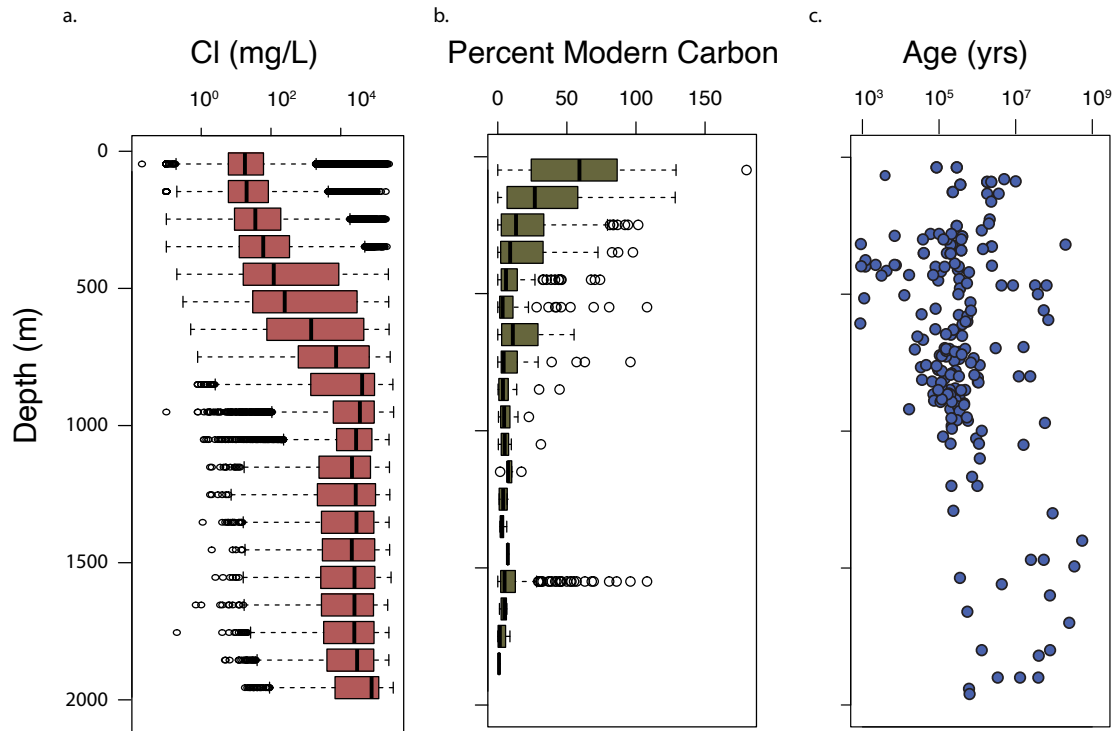 a. b. c.
Cl (mg/L) Percent Modern Carbon Age (yrs)
10⁰ 10² 10⁴ 0 50 100 150 10³ 10⁵ 10⁷ 10⁹
0
500
1000
1500
2000
Depth (m)